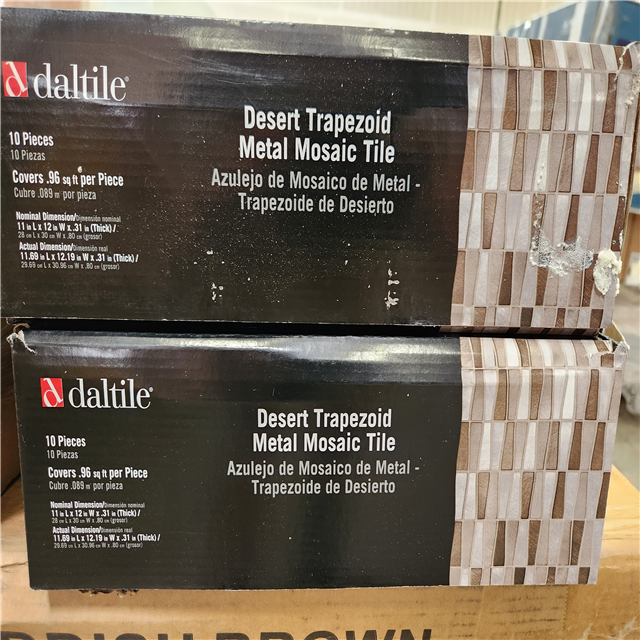 daltile®
Desert Trapezoid
Metal Mosaic Tile
Azulejo de Mosaico de Metal -
Trapezoide de Desierto
10 Pieces
10 Piezas
Covers .96 sq ft per Piece
Cubre .089 m² por pieza
Nominal Dimension/Dimensión nominal
11 in L x 12 in W x .31 in (Thick) /
28 cm L x 30 cm W x .80 cm (grosor)
Actual Dimension/Dimensión real
11.69 in L x 12.19 in W x .31 in (Thick) /
29.69 cm L x 30.96 cm W x .80 cm (grosor)
daltile®
Desert Trapezoid
Metal Mosaic Tile
Azulejo de Mosaico de Metal -
Trapezoide de Desierto
10 Pieces
10 Piezas
Covers .96 sq ft per Piece
Cubre .089 m² por pieza
Nominal Dimension/Dimensión nominal
11 in L x 12 in W x .31 in (Thick) /
28 cm L x 30 cm W x .80 cm (grosor)
Actual Dimension/Dimensión real
11.69 in L x 12.19 in W x .31 in (Thick) /
29.69 cm L x 30.96 cm W x .80 cm (grosor)
BROWN